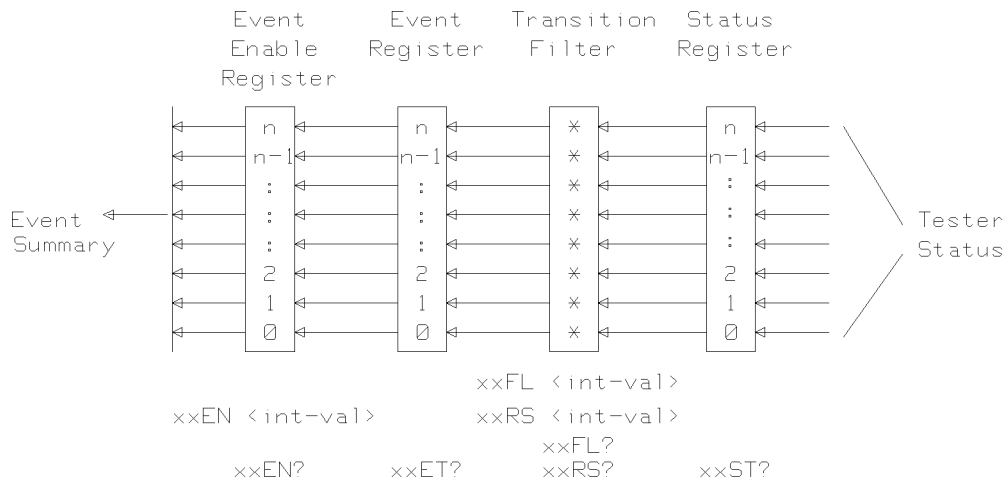 Event Enable Register
Event Register
Transition Filter
Status Register
n n * n
n-1 n-1 * n-1
: : * :
: : * :
: : * :
2 2 * 2
1 1 * 1
0 0 * 0
Event Summary
Tester Status
xxFL <int-val>
xxEN <int-val> xxRS <int-val>
xxFL?
xxEN? xxET? xxRS? xxST?